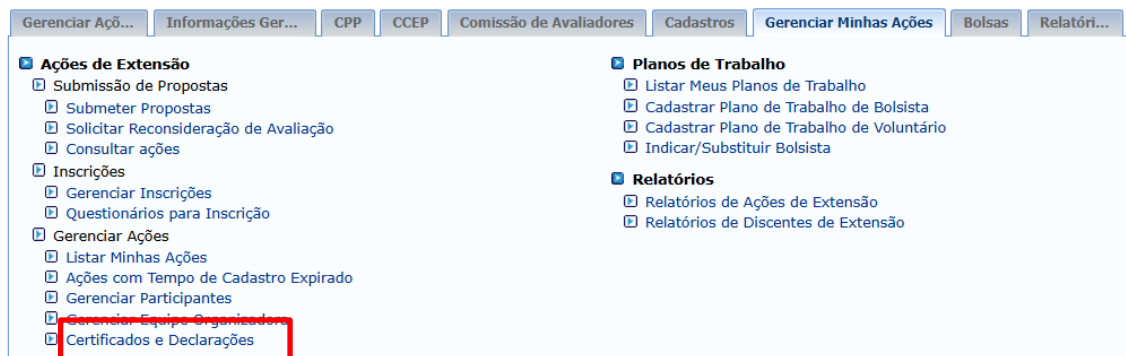 Gerenciar Açõ... Informações Ger... CPP CCEP Comissão de Avaliadores Cadastros Gerenciar Minhas Ações Bolsas Relatóri...
Ações de Extensão
Submissão de Propostas
Submeter Propostas
Solicitar Reconsideração de Avaliação
Consultar ações
Inscrições
Gerenciar Inscrições
Questionários para Inscrição
Gerenciar Ações
Listar Minhas Ações
Ações com Tempo de Cadastro Expirado
Gerenciar Participantes
Gerenciar Equipe Organizadora
Certificados e Declarações
Planos de Trabalho
Listar Meus Planos de Trabalho
Cadastrar Plano de Trabalho de Bolsista
Cadastrar Plano de Trabalho de Voluntário
Indicar/Substituir Bolsista
Relatórios
Relatórios de Ações de Extensão
Relatórios de Discentes de Extensão